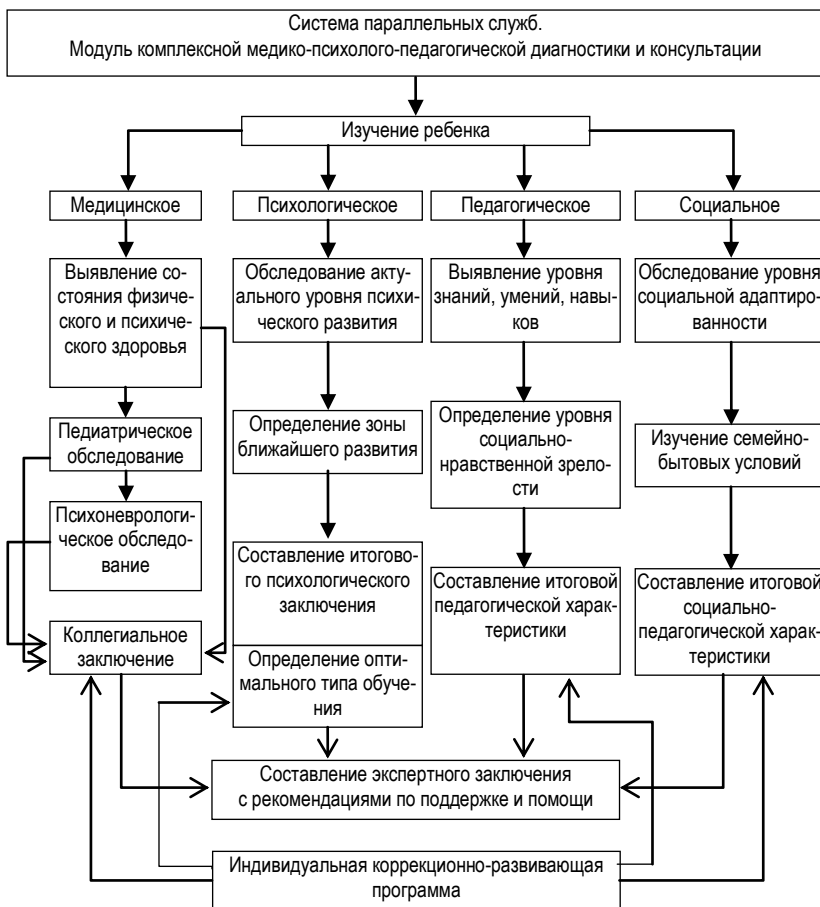 Система параллельных служб.
Модуль комплексной медико-психолого-педагогической диагностики и консультации
Изучение ребенка
Медицинское
Психологическое
Педагогическое
Социальное
Выявление со-
стояния физиче-
ского и психиче-
ского здоровья
Обследование акту-
ального уровня психи-
ческого развития
Выявление уровня
знаний, умений, навы-
ков
Обследование уровня
социальной адаптиро-
ванности
Педиатрическое
обследование
Определение зоны
ближайшего развития
Определение уровня
социально-
нравственной зрело-
сти
Изучение семейно-
бытовых условий
Психоневрологи-
ческое обследо-
вание
Составление итогово-
го психологического
заключения
Составление итоговой
педагогической харак-
теристики
Составление итоговой
социально-
педагогической харак-
теристики
Коллегиальное
заключение
Определение опти-
мального типа обуче-
ния
Составление экспертного заключения
с рекомендациями по поддержке и помощи
Индивидуальная коррекционно-развивающая
программа